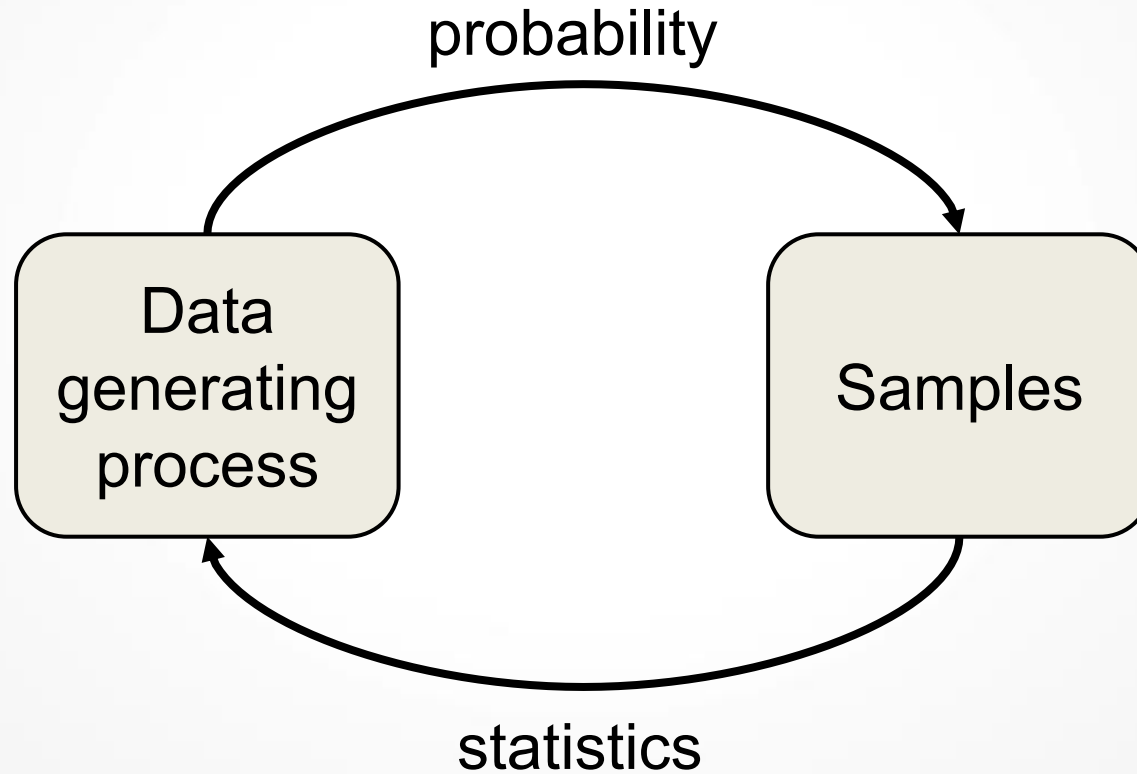 probability
Data
generating
process
Samples
statistics